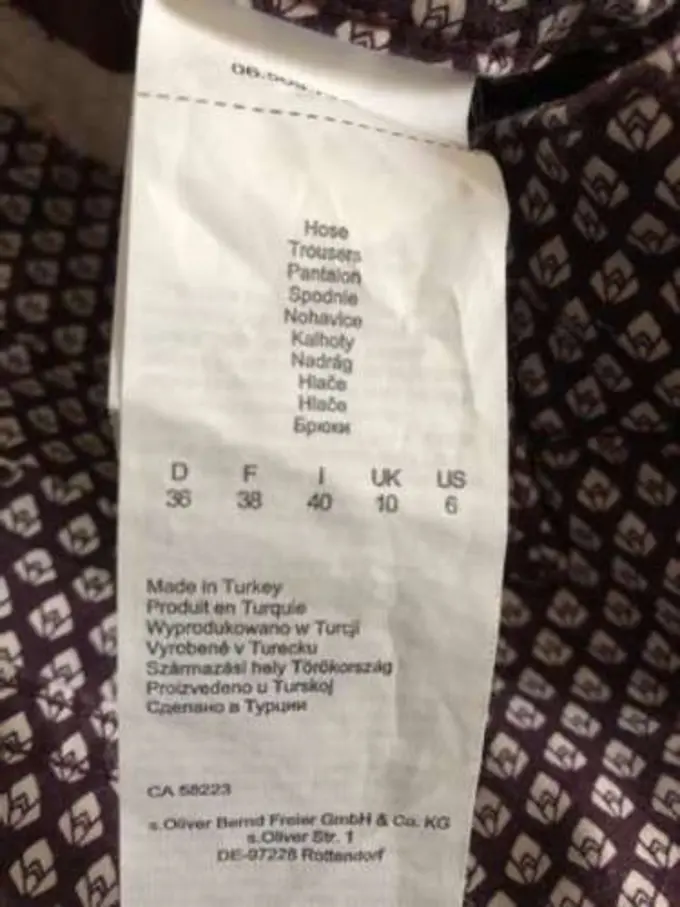 Hose
Trousers
Pantalon
Spodnie
Nohavice
Kalhoty
Nadrág
Hlače
Hlače
Брюки
D F I UK US
36 38 40 10 6
Made in Turkey
Produit en Turquie
Wyprodukowano w Turcji
Vyrobené v Turecku
Származási hely Törökország
Proizvedeno u Turskoj
Сделано в Турции
CA 58223
s.Oliver Bernd Freier GmbH & Co. KG
s.Oliver Str. 1
DE-97228 Rottendorf